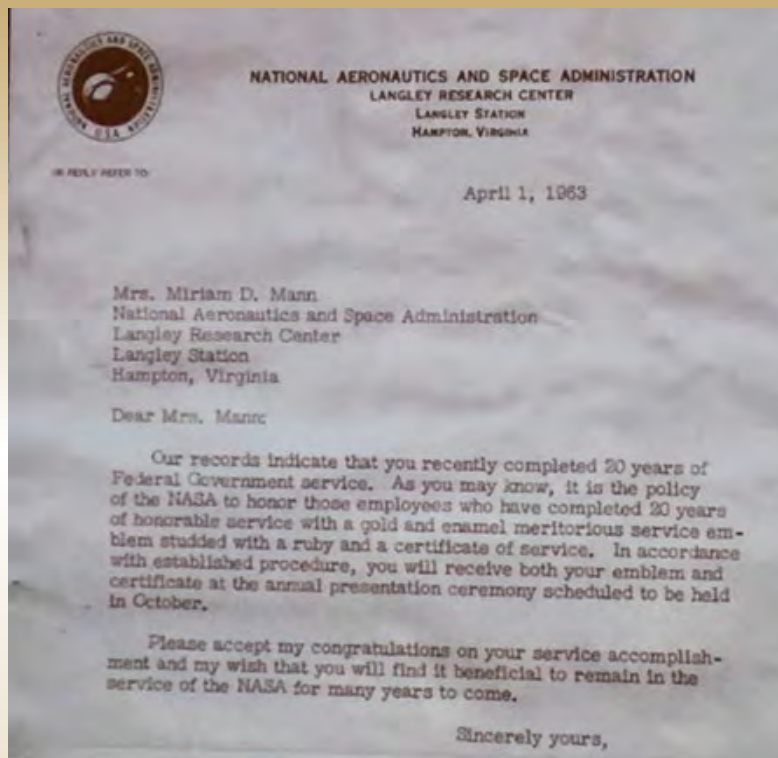 NATIONAL AERONAUTICS AND SPACE ADMINISTRATION
U.S.A.
NATIONAL AERONAUTICS AND SPACE ADMINISTRATION
LANGLEY RESEARCH CENTER
LANGLEY STATION
HAMPTON, VIRGINIA
IN REPLY REFER TO:
April 1, 1963
Mrs. Miriam D. Mann
National Aeronautics and Space Administration
Langley Research Center
Langley Station
Hampton, Virginia
Dear Mrs. Mann:
Our records indicate that you recently completed 20 years of
Federal Government service. As you may know, it is the policy
of the NASA to honor those employees who have completed 20 years
of honorable service with a gold and enamel meritorious service em-
blem studded with a ruby and a certificate of service. In accordance
with established procedure, you will receive both your emblem and
certificate at the annual presentation ceremony scheduled to be held
in October.
Please accept my congratulations on your service accomplish-
ment and my wish that you will find it beneficial to remain in the
service of the NASA for many years to come.
Sincerely yours,